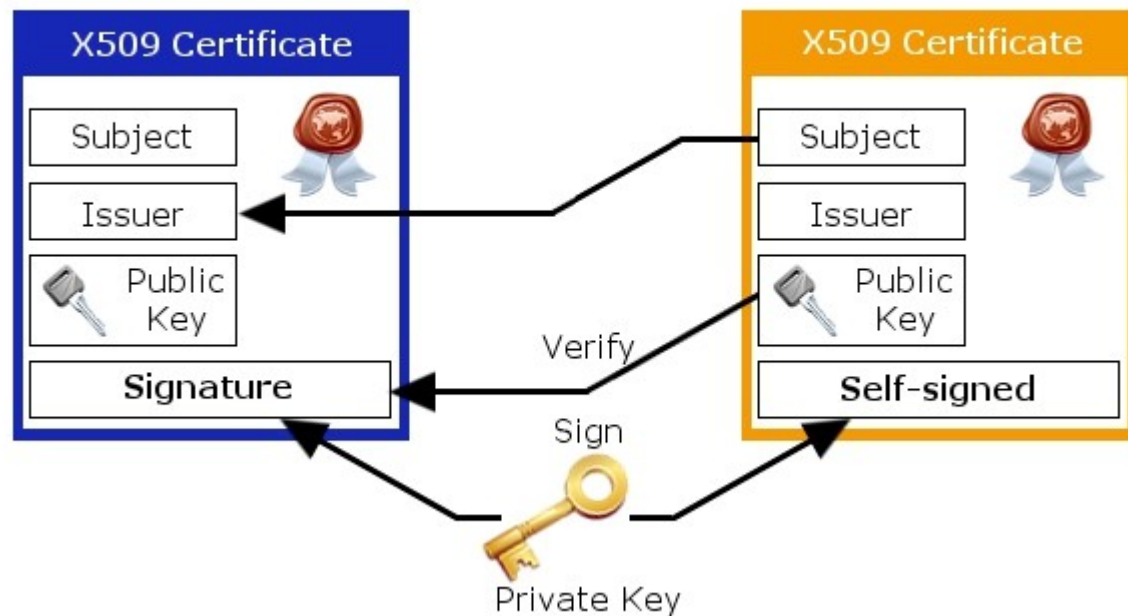 X509 Certificate
Subject
Issuer
Public
Key
Signature
X509 Certificate
Subject
Issuer
Public
Key
Self-signed
Verify
Sign
Private Key